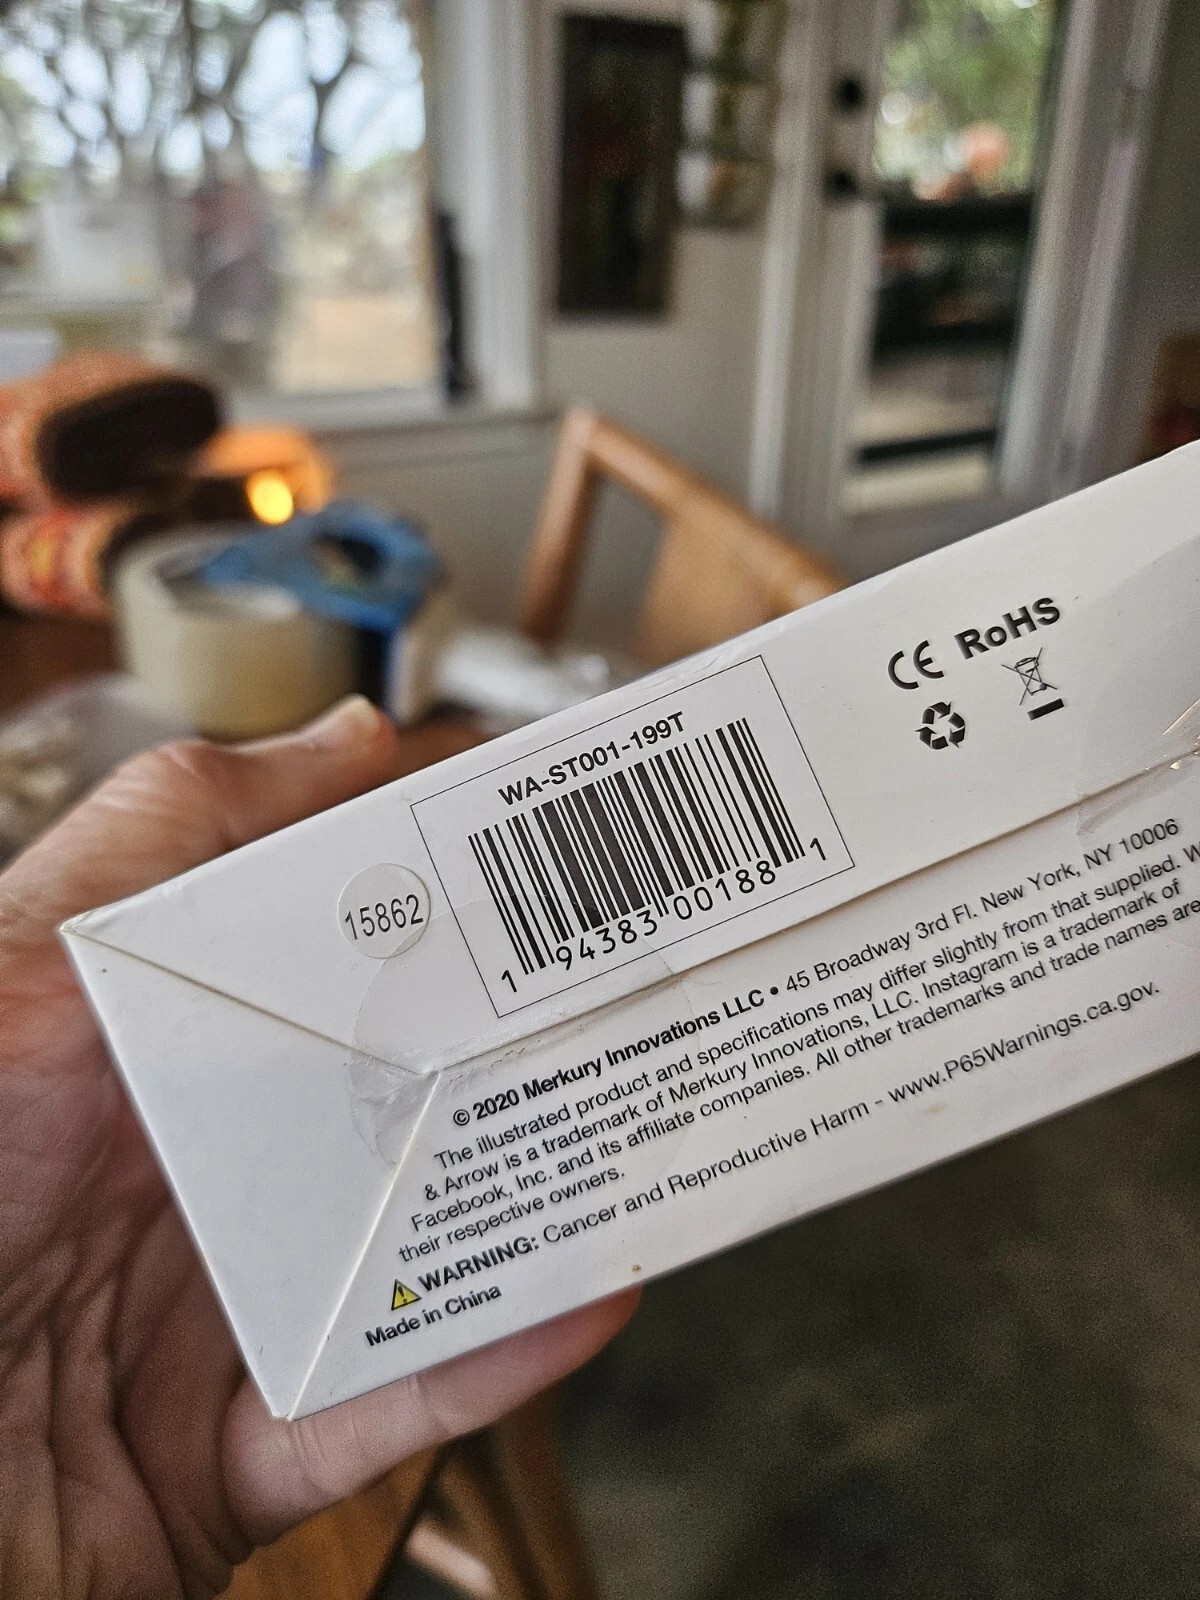 CE RoHS
WA-ST001-199T
15862
1 94383 00188 1
© 2020 Merkury Innovations LLC • 45 Broadway 3rd Fl. New York, NY 10006
The illustrated product and specifications may differ slightly from that supplied.
& Arrow is a trademark of Merkury Innovations, LLC. Instagram is a trademark of
Facebook, Inc. and its affiliate companies. All other trademarks and trade names are
their respective owners.
WARNING: Cancer and Reproductive Harm - www.P65Warnings.ca.gov.
Made in China